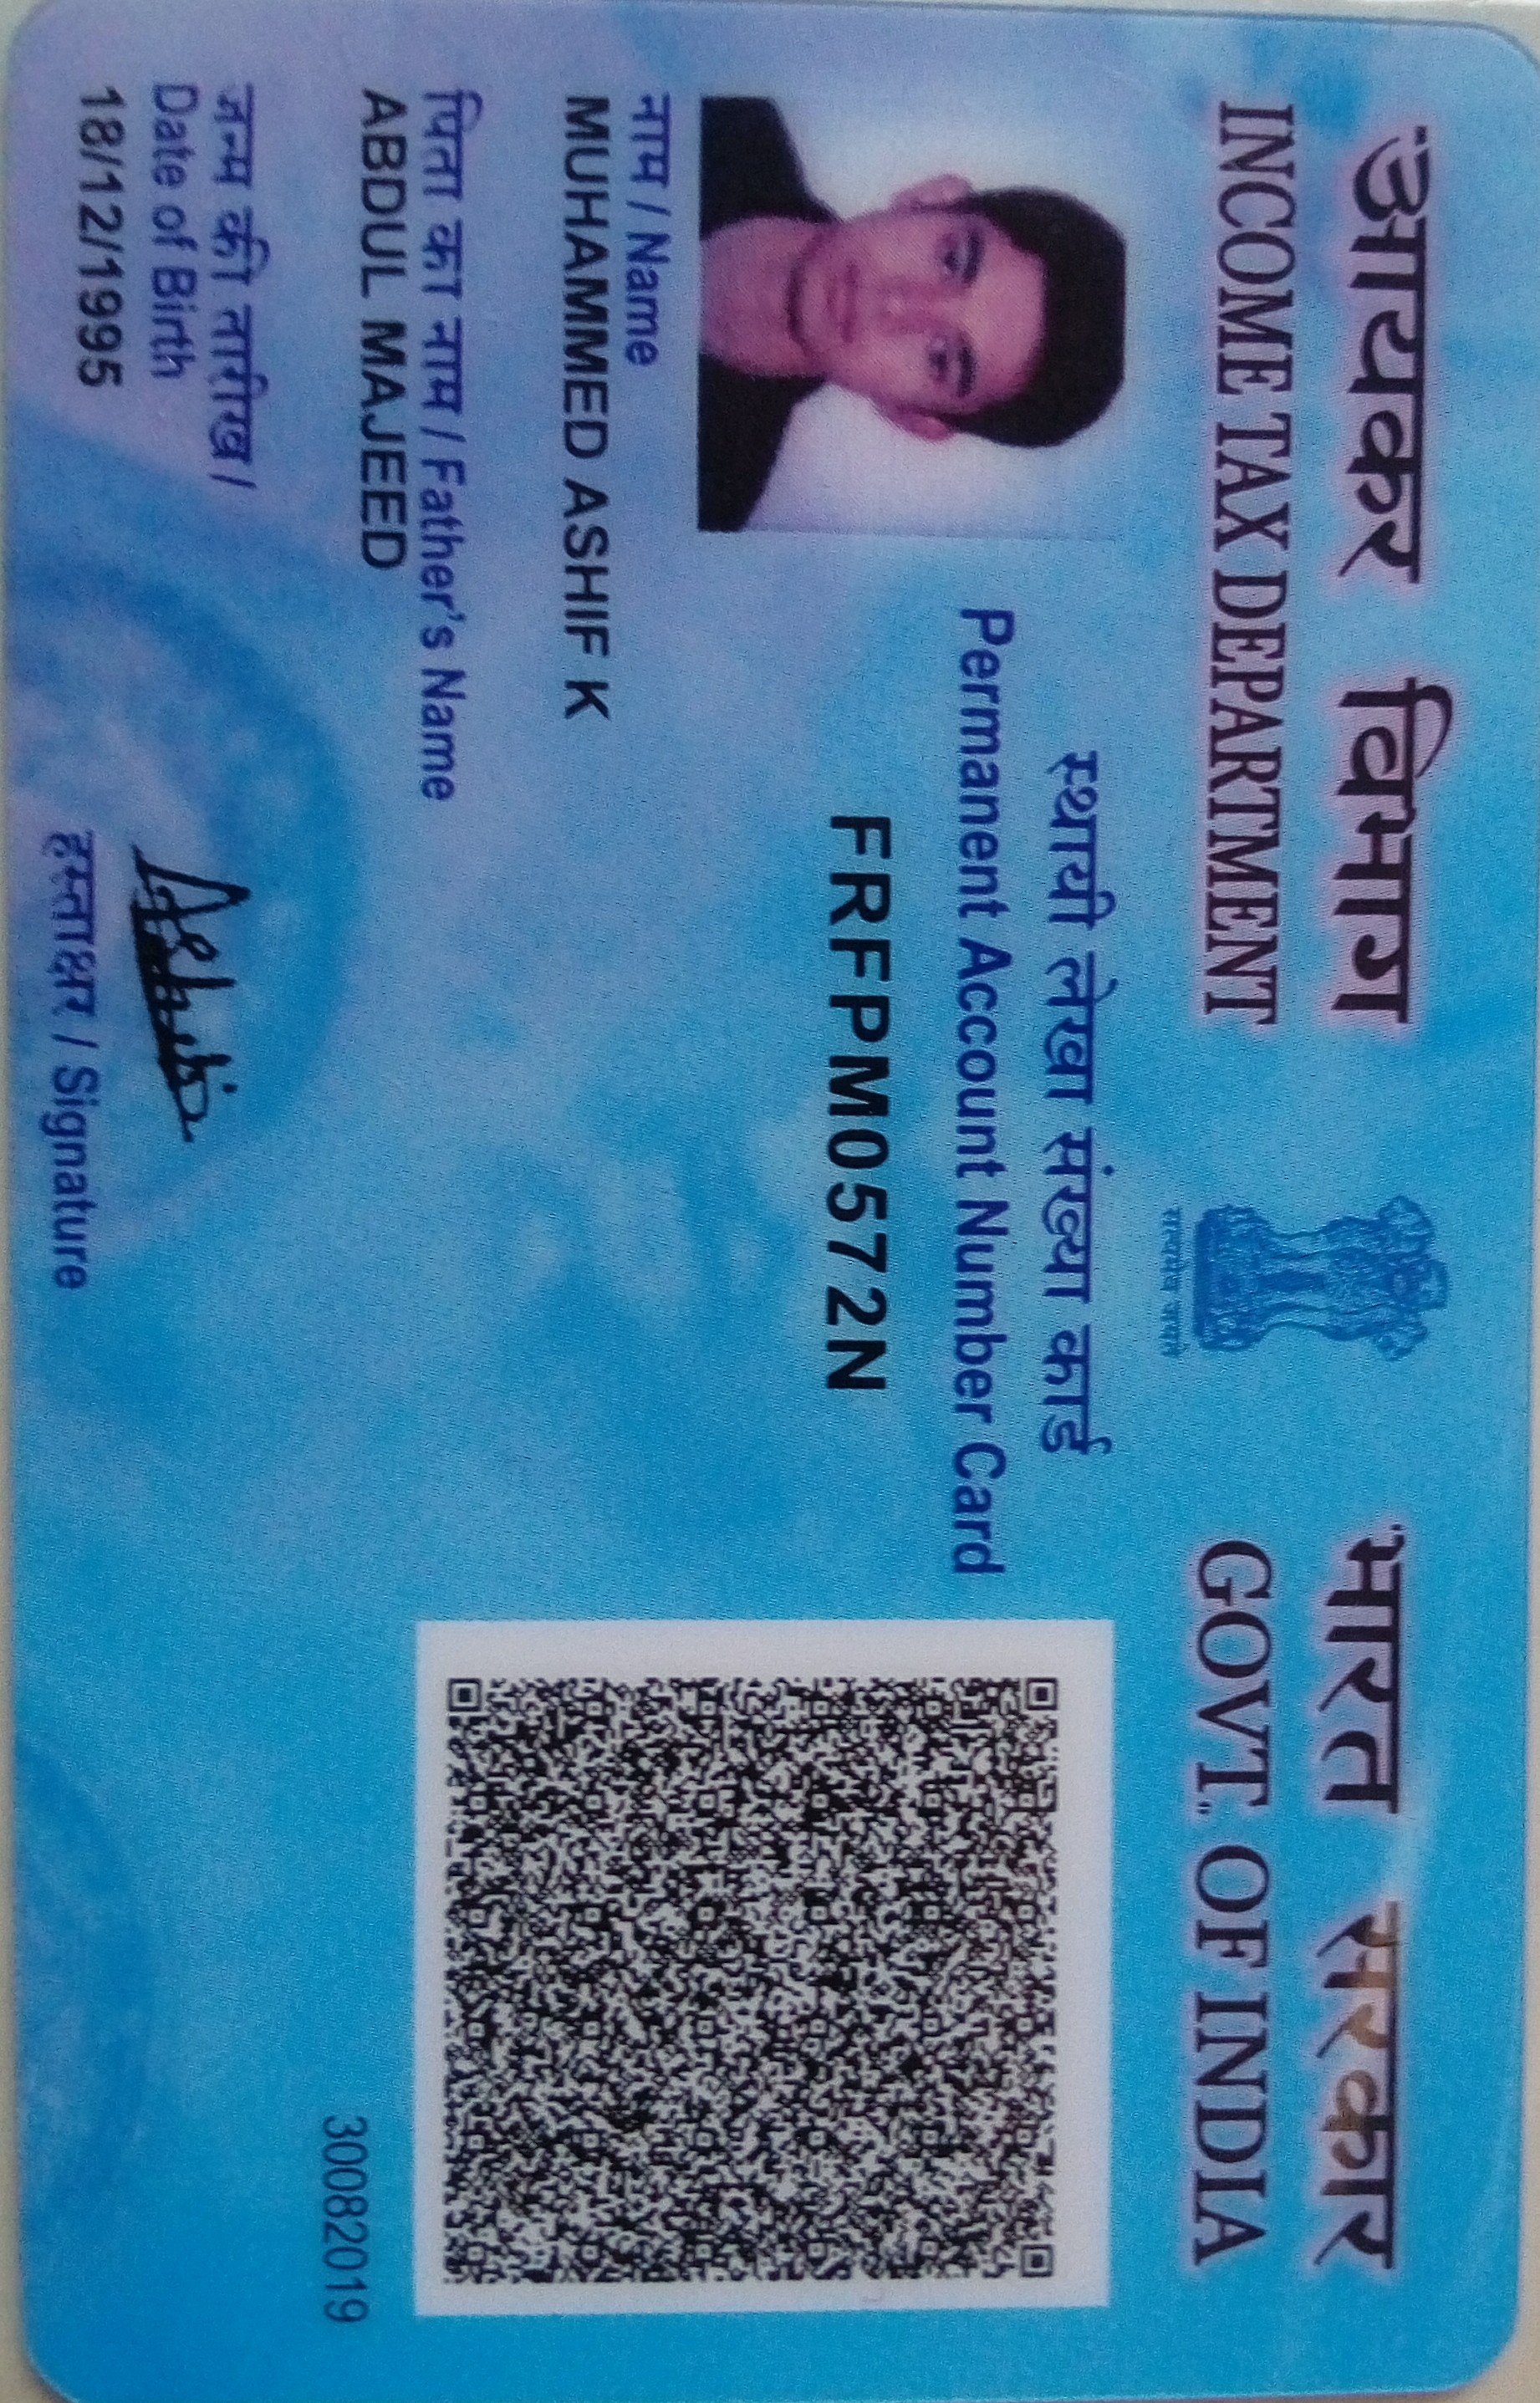 आयकर विभाग
INCOME TAX DEPARTMENT
सत्यमेव जयते
भारत सरकार
GOVT. OF INDIA
स्थायी लेखा संख्या कार्ड
Permanent Account Number Card
FRFPM0572N
नाम / Name
MUHAMMED ASHIF K
पिता का नाम / Father's Name
ABDUL MAJEED
30082019
जन्म की तारीख /
Date of Birth
18/12/1995
हस्ताक्षर / Signature